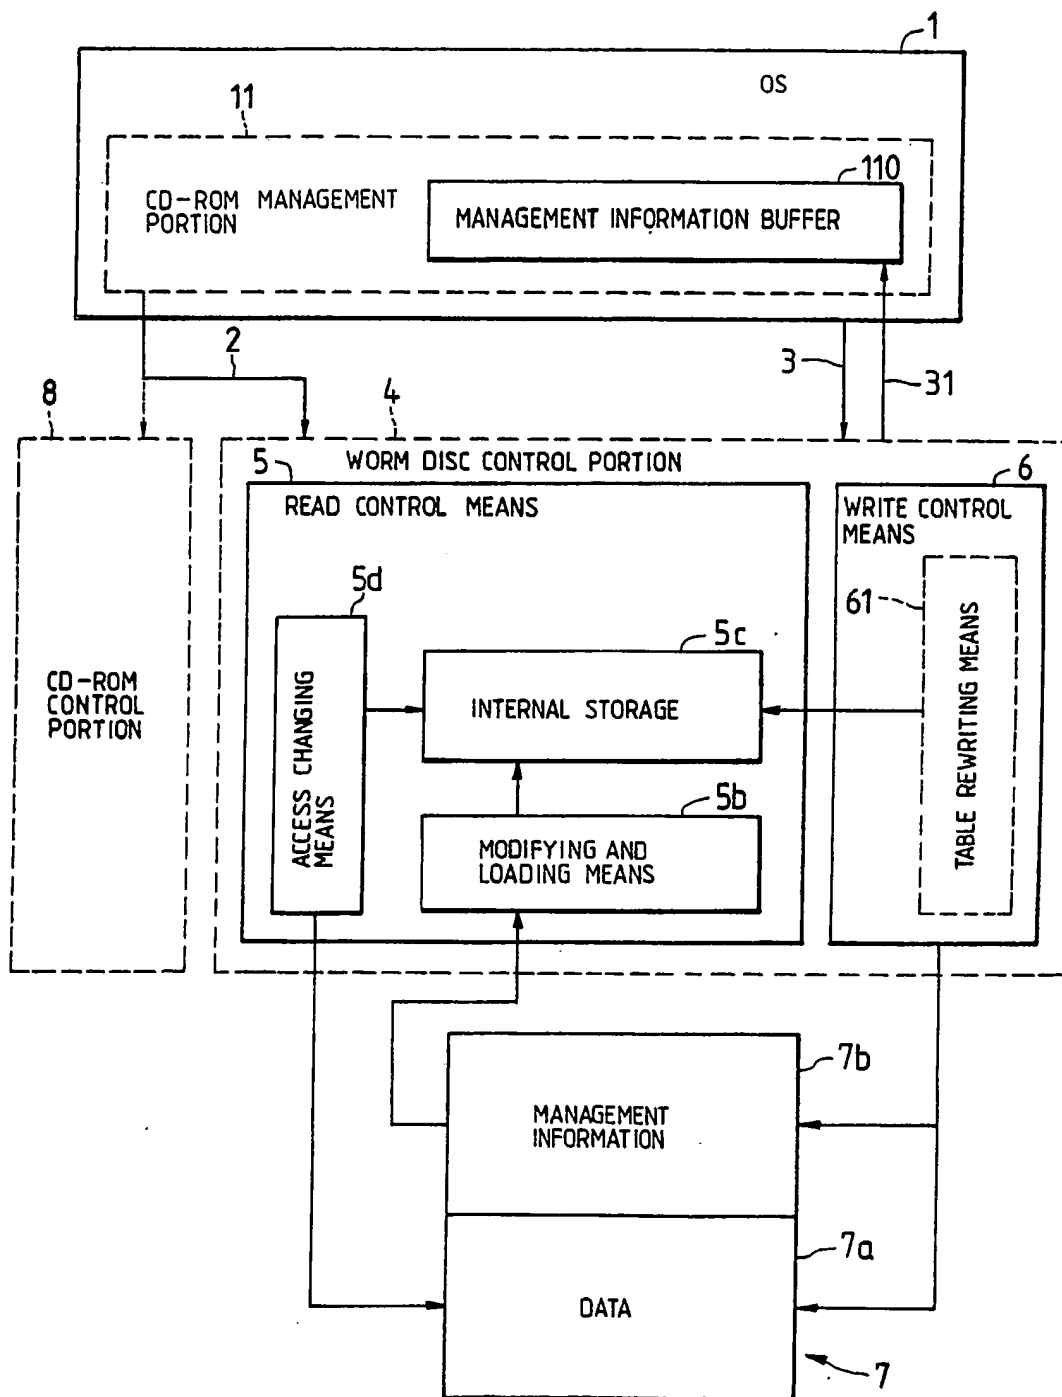 1
OS
11
110
CD-ROM MANAGEMENT
PORTION
MANAGEMENT INFORMATION BUFFER
2
3
31
8
4
WORM DISC CONTROL PORTION
5
6
READ CONTROL MEANS
WRITE CONTROL
MEANS
5d
61
5c
CD-ROM
CONTROL
PORTION
ACCESS CHANGING
MEANS
INTERNAL STORAGE
TABLE REWRITING MEANS
5b
MODIFYING AND
LOADING MEANS
7b
MANAGEMENT
INFORMATION
7a
DATA
7